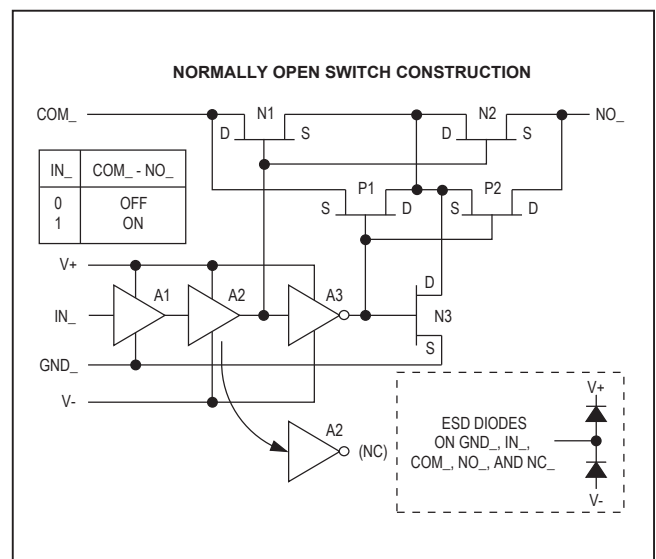 NORMALLY OPEN SWITCH CONSTRUCTION
COM_
N1
N2
NO_
D
S
D
S
IN_ COM_ - NO_
0 OFF
1 ON
P1
P2
S
D
S
D
V+
A1
A2
A3
D
IN_
N3
S
GND_
V-
A2
(NC)
V+
ESD DIODES
ON GND_, IN_,
COM_, NO_, AND NC_
V-